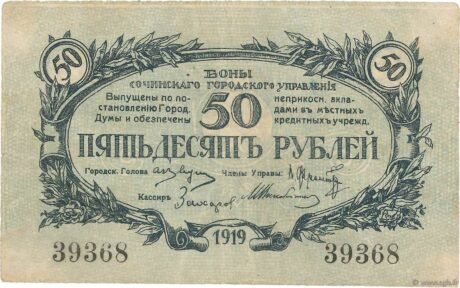 50 50
БОНЫ
СОЧИНСКАГО ГОРОДСКОГО УПРАВЛЕНІЯ
Выпущены по по- неприкосн. вкла-
становленію Город. 50 дами въ мѣстныхъ
Думы и обезпечены кредитныхъ учрежд.
ПЯТЬДЕСЯТЪ РУБЛЕЙ
Городск. Голова Члены Управы:
Кассиръ
1919
39368 39368